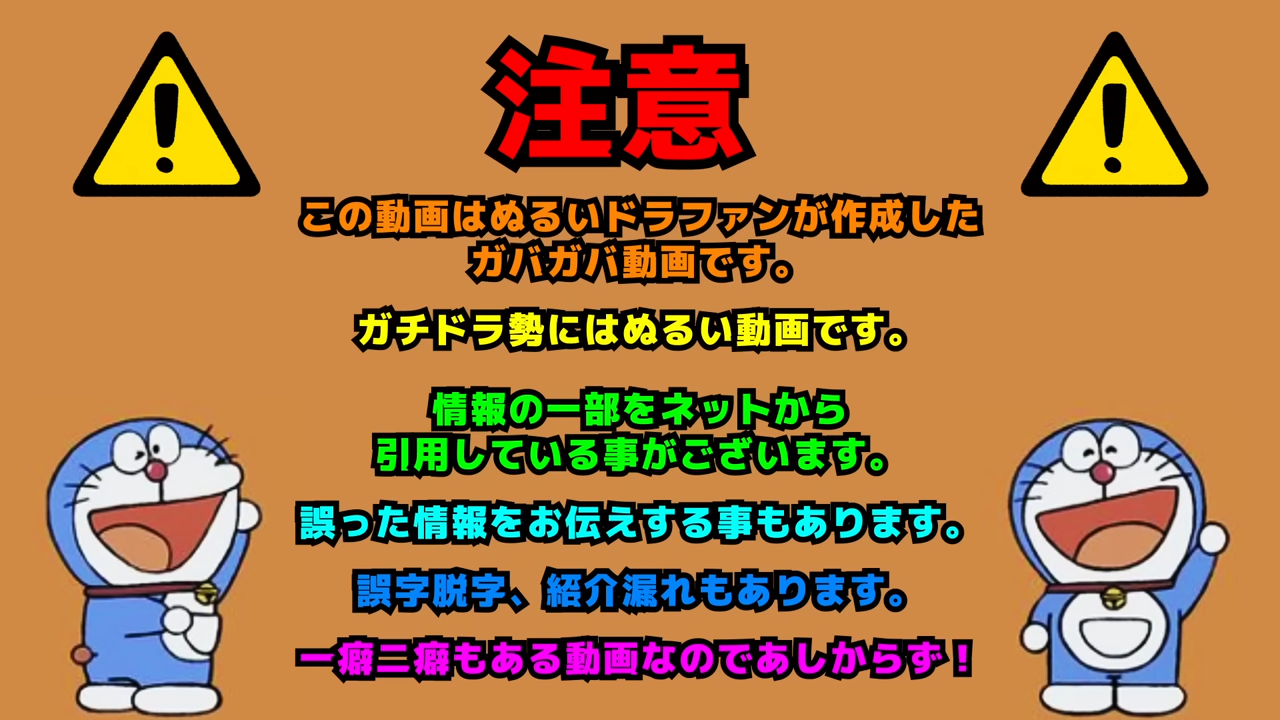 注意
この動画はぬるいドラファンが作成した
ガバガバ動画です。
ガチドラ勢にはぬるい動画です。
情報の一部をネットから
引用している事がございます。
誤った情報をお伝えする事もあります。
誤字脱字、紹介漏れもあります。
一癖二癖もある動画なのであしからず！